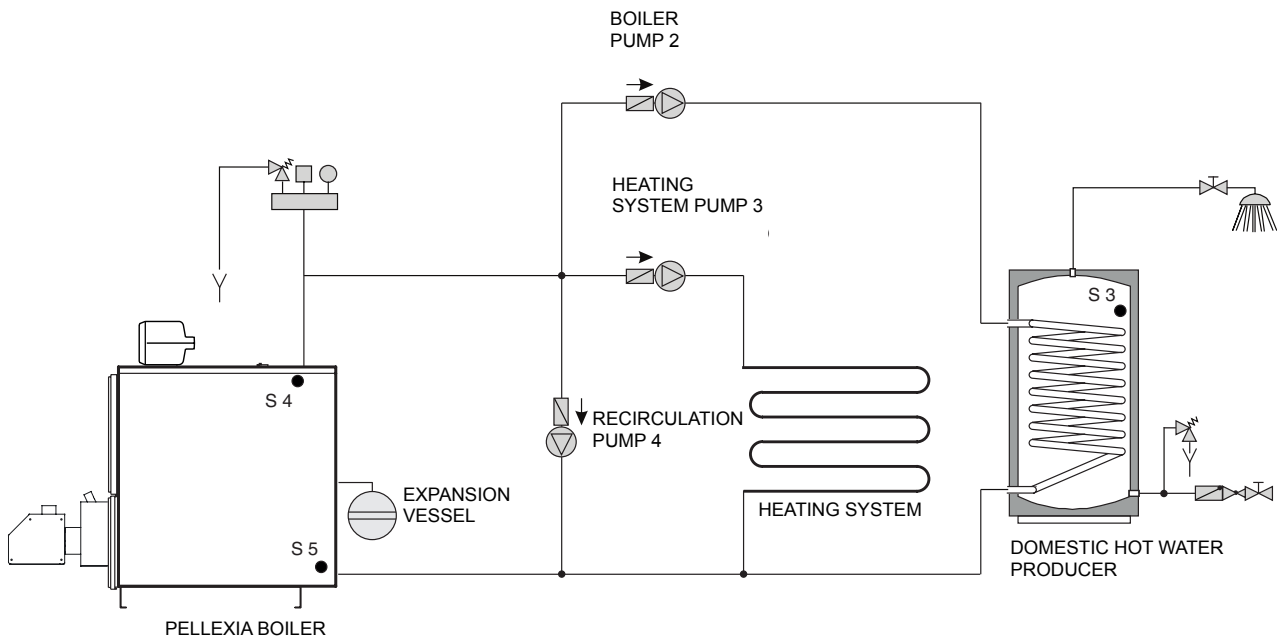 BOILER
PUMP 2
HEATING
SYSTEM PUMP 3
S 3
S 4
RECIRCULATION
PUMP 4
EXPANSION
VESSEL
HEATING SYSTEM
S 5
DOMESTIC HOT WATER
PRODUCER
PELLEXIA BOILER